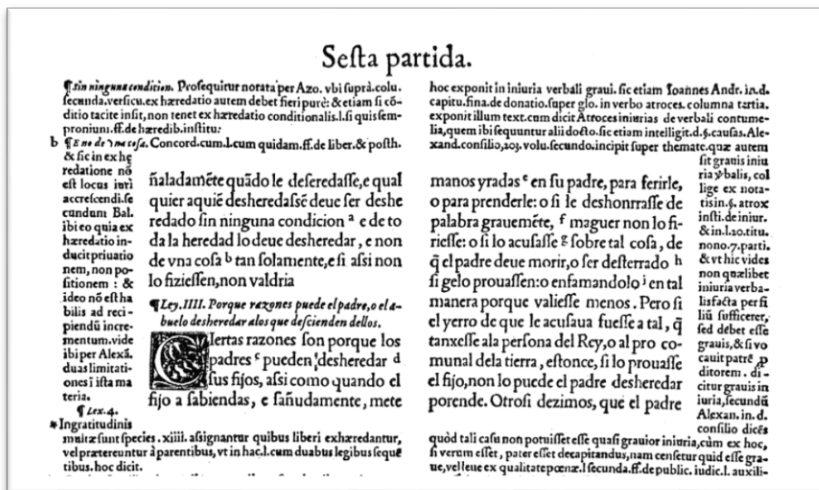 Seſta partida.
¶ ſin ninguna condition. Proſequitur notata per Azo. vbi ſuprà.colu.
ſecunda.verſicu.ex hæredatio autem debet fieri purè: & etiam ſi cõ-
ditio tacite inſit, non tenet ex hæredatio conditionalis.l.ſi quis ſem-
pronium.ff.de hæredib.inſtitu:
b ¶ E no de vna coſa. Concord.cum.l.cum quidam.ff.de liber.& poſth.
& ſic in ex hę
redatione nõ
eſt locus iuri
accreſcendi.ſe
cundum Bal.
ibi eo quia ex
hæredatio in-
ducit priuatio
nem, non po-
ſitionem : &
ideo nõ eſt ha
bilis ad reci-
piendũ incre-
mentum.vide
ibi per Alexã.
duas limitati-
ones ĩ iſta ma
teria.
¶ Lex.4.
*Ingratitudinis
multæ ſunt ſpecies .xiiii. aſsignantur quibus liberi exhæredantur,
vel prætereuntur à parentibus, vt in hac.l.cum duabus legibus ſequẽ
tibus. hoc dicit.
ñaladamẽte quãdo le deſeredaſſe, e qual
quier aquiẽ desheredaſsẽ deue ſer deshe
redado ſin ninguna condicion a e de to
da la heredad lo deue desheredar, e non
de vna coſa b tan ſolamente, e ſi aſsi non
lo fizieſſen, non valdria
¶ Ley.IIII. Porque razones puede el padre, o el a-
buelo desheredar alos que deſcienden dellos.
CIertas razones ſon porque los
padres c pueden desheredar d
ſus fijos, aſsi como quando el
fijo a ſabiendas, e ſañudamente, mete
hoc exponit in iniuria verbali graui. ſic etiam Ioannes Andr. in.d.
capitu.fina.de donatio.ſuper glo. in verbo atroces. columna tertia.
exponit illum text.cum dicit Atroces iniurias de verbali contume-
lia, quem ibi ſequuntur alii docto.ſic etiam intelligit.d.§.cauſas. Ale-
xand.conſilio,209. volu.ſecundo.incipit ſuper themate.quæ autem
ſit grauis iniu
ria ꝟbalis, col
lige ex nota-
tis in.§. atrox
inſti.de iniur.
& in.l.20.titu.
nono.7.parti.
& vt hic vides
non quælibet
iniuria verba-
lis facta per fi
liũ ſufficeret,
ſed debet eſſe
grauis, & ſi vo
cauit patrẽ ꝓ
ditorem . di-
citur grauis in
iuria, ſecundũ
Alexan. in. d.
conſilio dicẽs
quòd tali caſu non potuiſſet eſſe quaſi grauior iniuria, cùm ex hoc,
ſi verum eſſet, pater eſſet decapitandus, nam cenſetur quid eſſe gra-
ue, vel leue ex qualitate pœnæ. l ſecunda.ff.de public. iudic.l. auxili-
manos yradas e en ſu padre, para ferirle,
o para prenderle: o ſi le deshonrraſſe de
palabra grauemẽte, f maguer non lo fi-
rieſſe: o ſi lo acuſaſſe g ſobre tal coſa, de
q̃ el padre deue morir, o ſer deſterrado h
ſi gelo prouaſſen: o enfamandolo i en tal
manera porque valieſſe menos. Pero ſi
el yerro de que le acuſaua fueſſe a tal, q̃
tanxeſſe ala perſona del Rey, o al pro co-
munal dela tierra, eſtonce, ſi lo prouaſſe
el fijo, non lo puede el padre desheredar
porende. Otroſi dezimos, que el padre